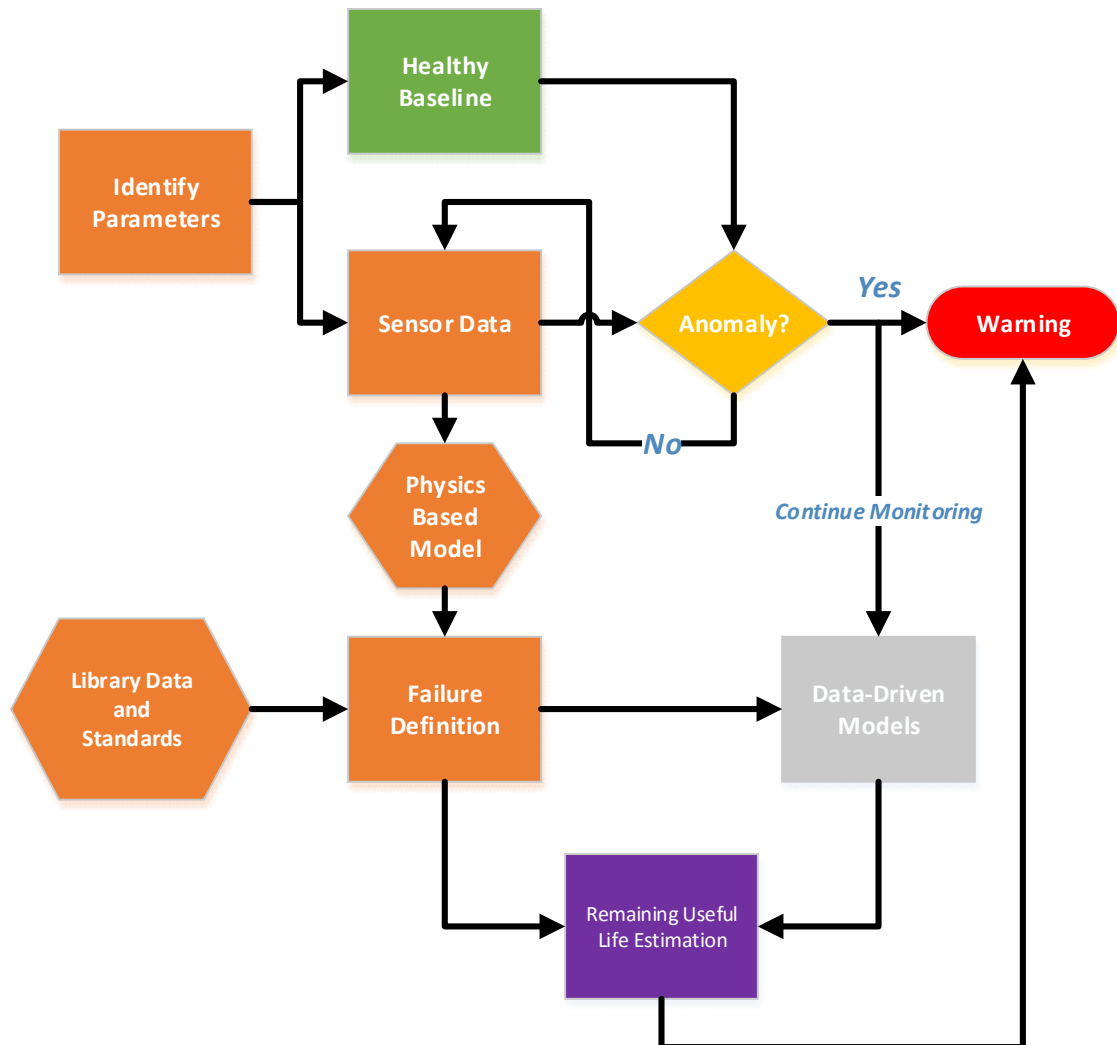 Healthy
Baseline
Identify
Parameters
Sensor Data
Anomaly?
Yes
Warning
No
Physics
Based
Model
Continue Monitoring
Library Data
and
Standards
Failure
Definition
Data-Driven
Models
Remaining Useful
Life Estimation